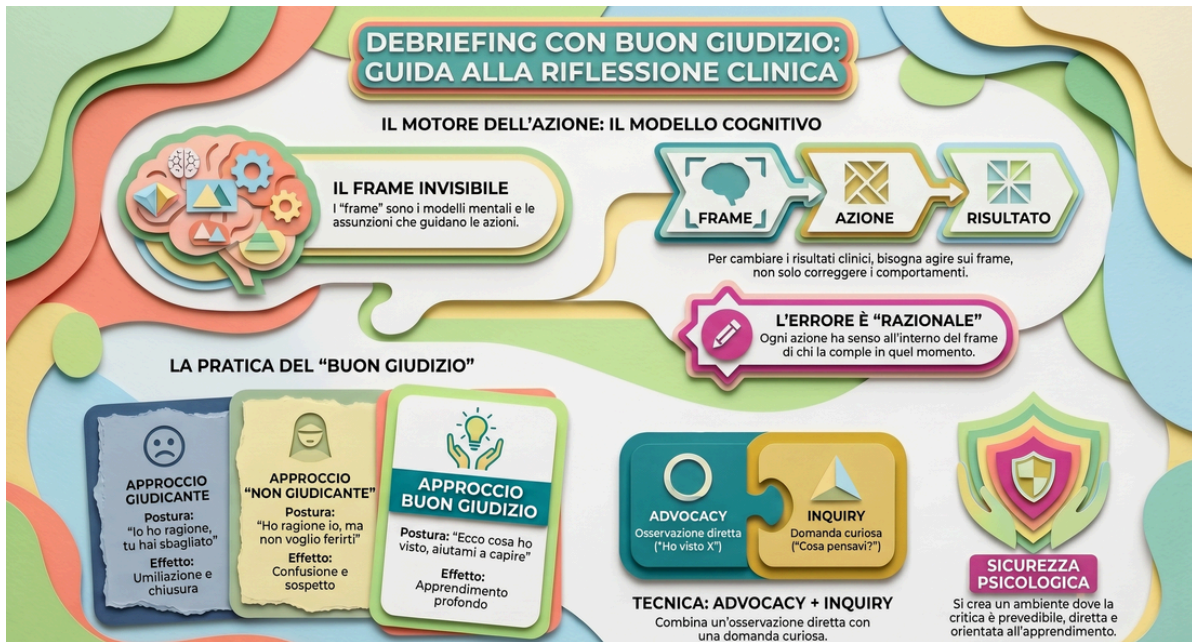 DEBRIEFING CON BUON GIUDIZIO:
GUIDA ALLA RIFLESSIONE CLINICA
IL MOTORE DELL'AZIONE: IL MODELLO COGNITIVO
IL FRAME INVISIBILE
I "frame" sono i modelli mentali e le
assunzioni che guidano le azioni.
FRAME
AZIONE
RISULTATO
Per cambiare i risultati clinici, bisogna agire sui frame,
non solo correggere i comportamenti.
L'ERRORE È "RAZIONALE"
Ogni azione ha senso all'interno del frame
di chi la comple in quel momento.
LA PRATICA DEL "BUON GIUDIZIO"
APPROCCIO
GIUDICANTE
Postura:
"Io ho ragione,
tu hai sbagliato"
Effetto:
Umiliazione e
chiusura
APPROCCIO
"NON GIUDICANTE"
Postura:
"Ho ragione io, ma
non voglio ferirti"
Effetto:
Confusione e
sospetto
APPROCCIO
BUON GIUDIZIO
Postura: "Ecco cosa ho
visto, aiutami a capire"
Effetto:
Apprendimento
profondo
ADVOCACY
Osservazione diretta
("Ho visto X")
INQUIRY
Domanda curiosa
("Cosa pensavi?")
TECNICA: ADVOCACY + INQUIRY
Combina un'osservazione diretta con
una domanda curiosa.
SICUREZZA
PSICOLOGICA
Si crea un ambiente dove la
critica è prevedibile, diretta e
orientata all'apprendimento.